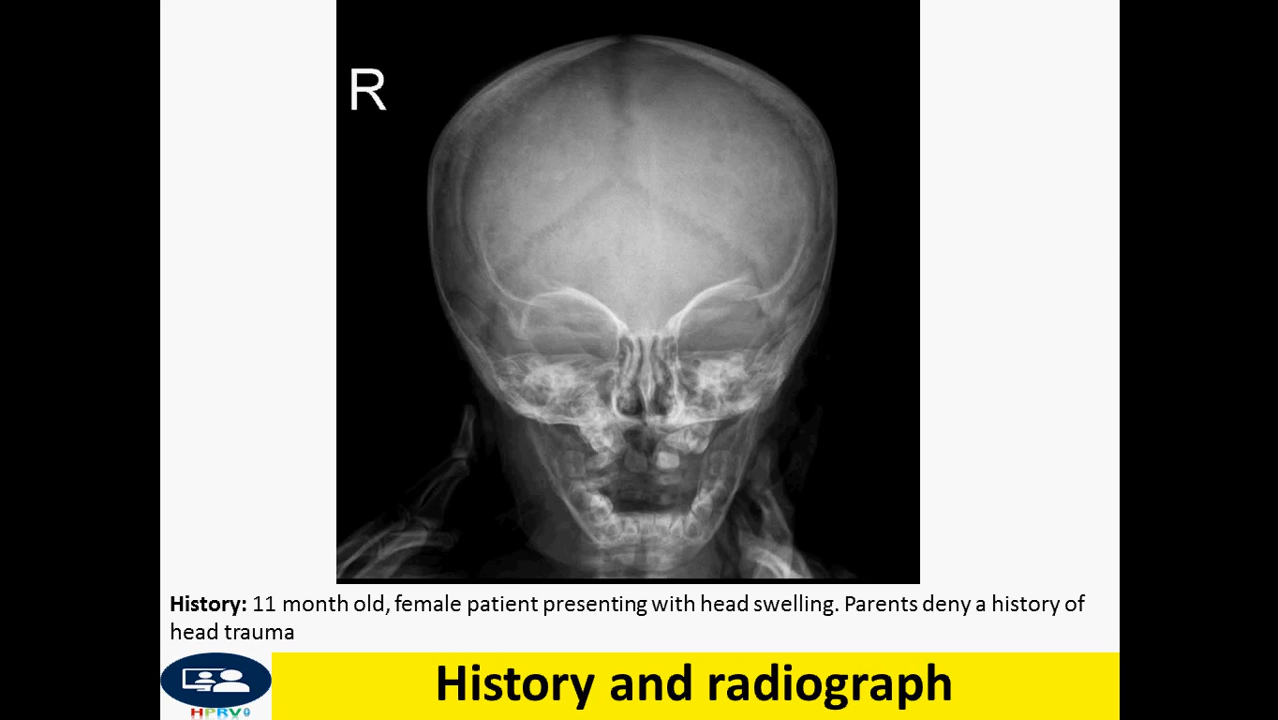 R
History: 11 month old, female patient presenting with head swelling. Parents deny a history of
head trauma
History and radiograph
HPRV